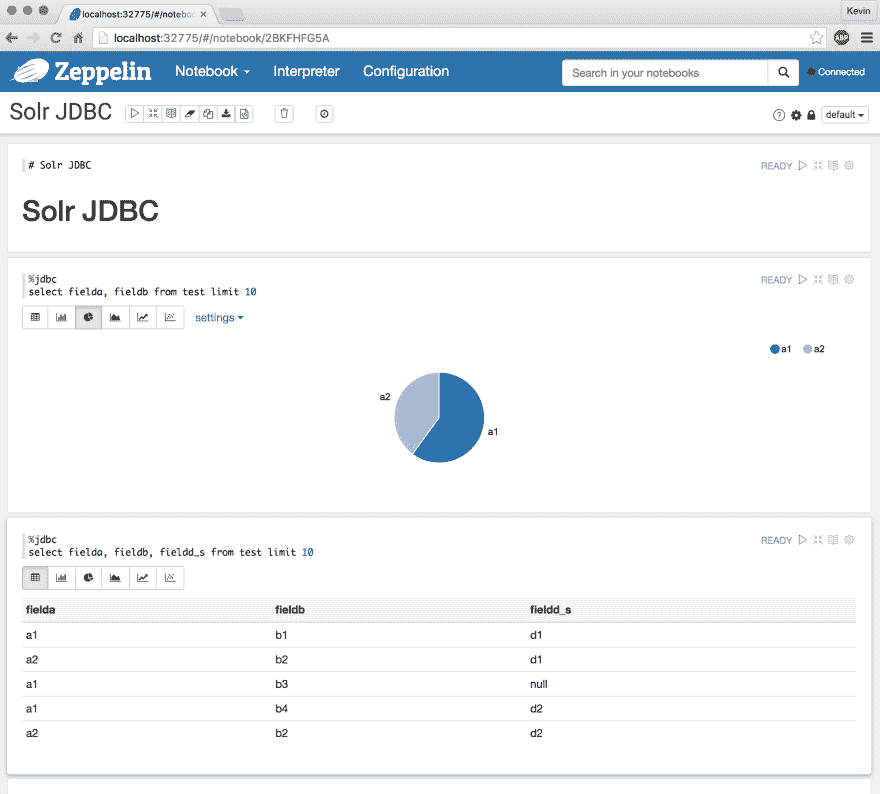 localhost:32775/#/noteboo
Kevin
localhost:32775/#/notebook/2BKFHFG5A
ABP
Zeppelin Notebook Interpreter Configuration Search in your notebooks Connected
Solr JDBC default
# Solr JDBC READY
Solr JDBC
%jdbc READY
select fielda, fieldb from test limit 10
settings
a1 a2
a2
a1
%jdbc READY
select fielda, fieldb, fieldd_s from test limit 10
fielda fieldb fieldd_s
a1 b1 d1
a2 b2 d1
a1 b3 null
a1 b4 d2
a2 b2 d2